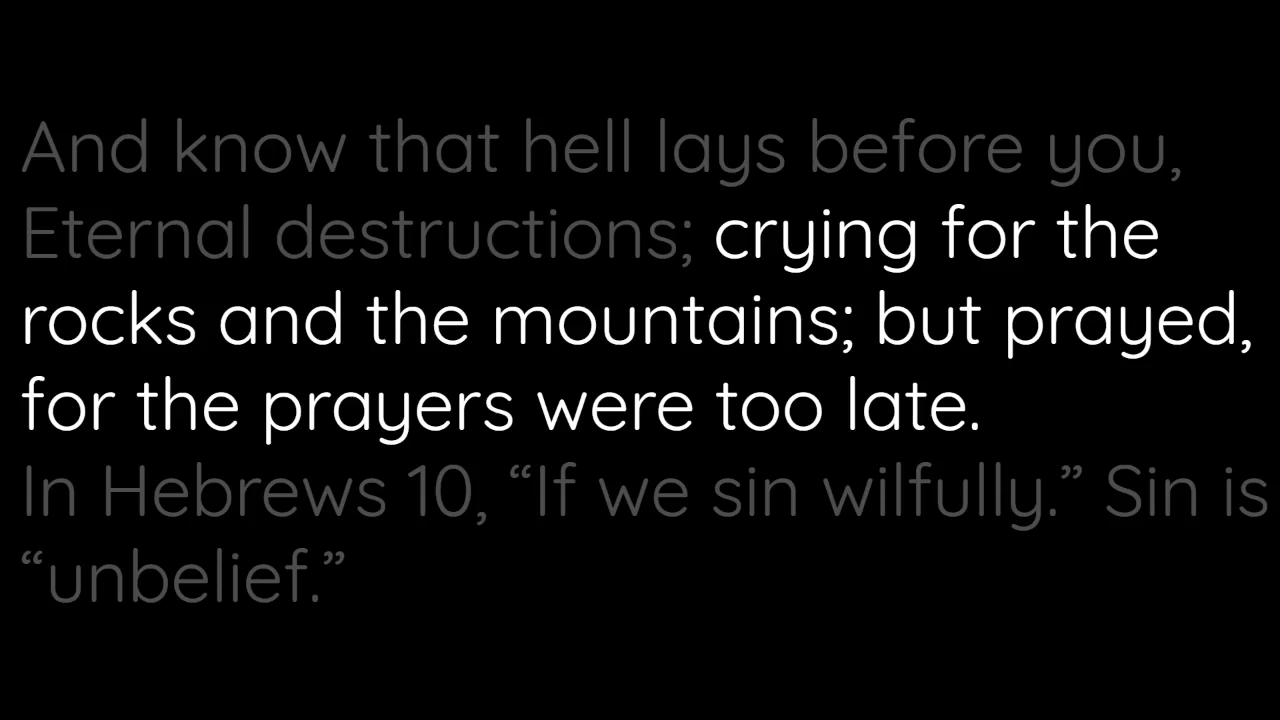 And know that hell lays before you,
Eternal destructions; crying for the
rocks and the mountains; but prayed,
for the prayers were too late.
In Hebrews 10, “If we sin wilfully.” Sin is
“unbelief.”